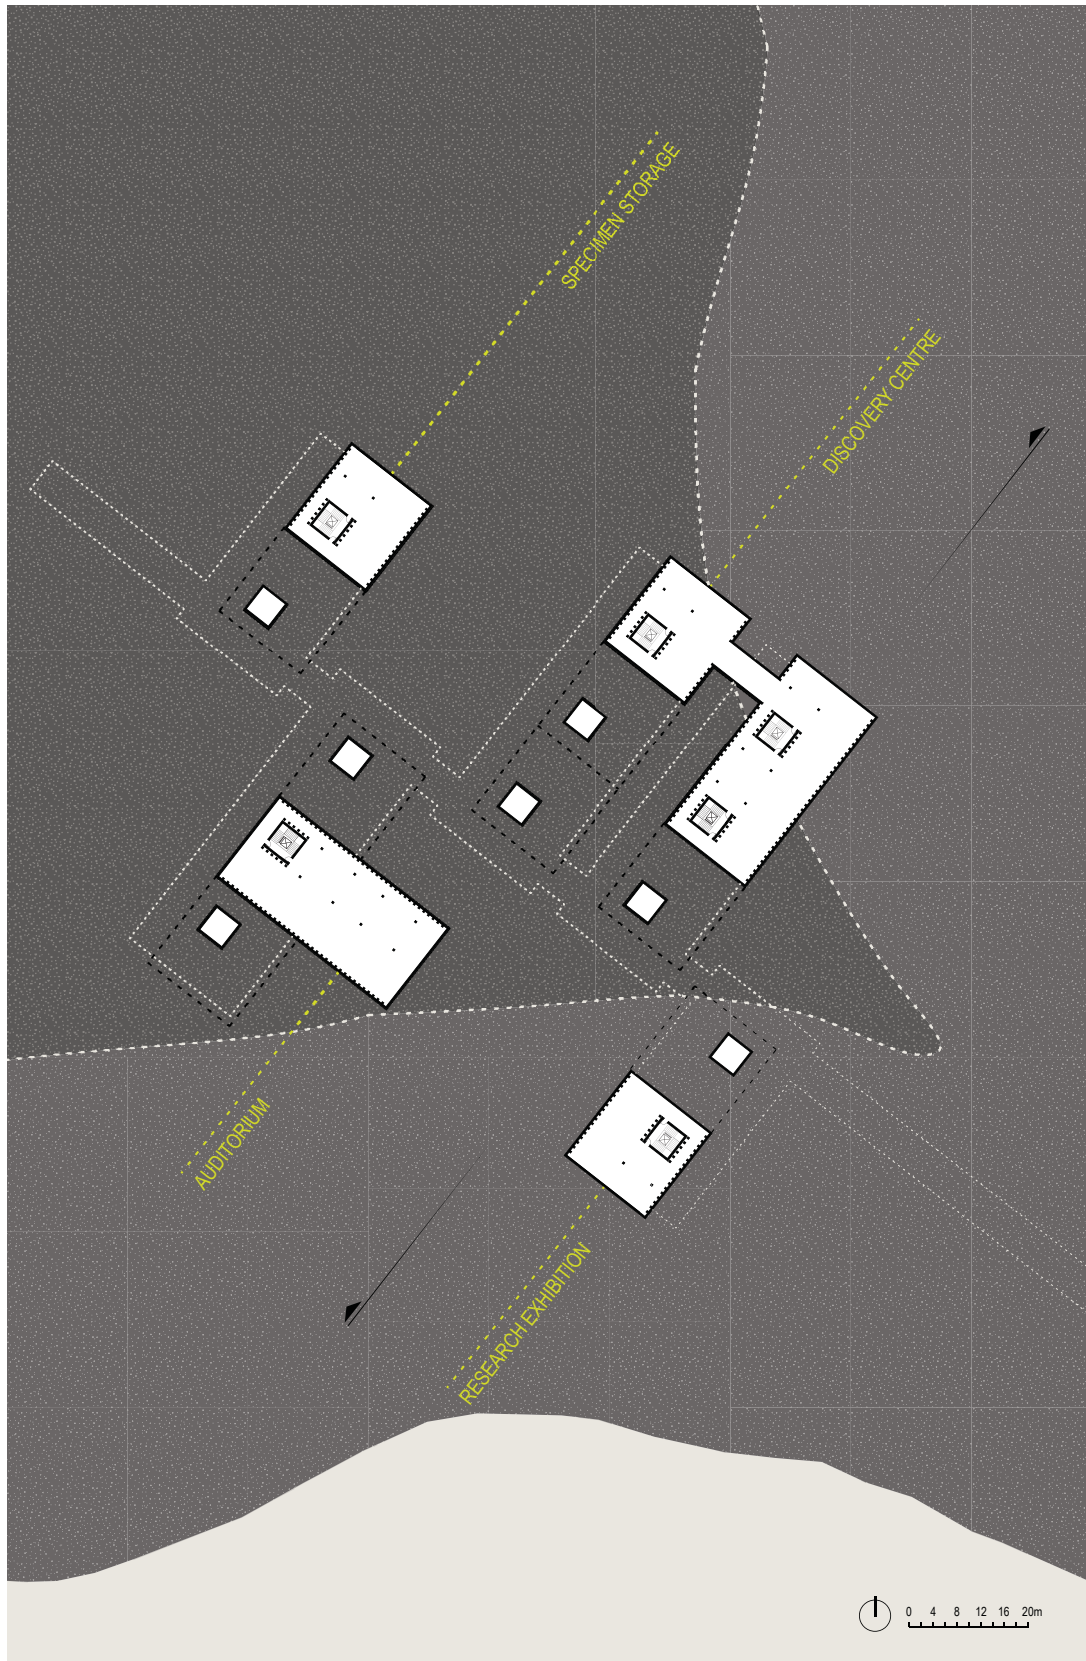 SPECIMEN STORAGE
DISCOVERY CENTRE
AUDITORIUM
RESEARCH EXHIBITION
0 4 8 12 16 20m